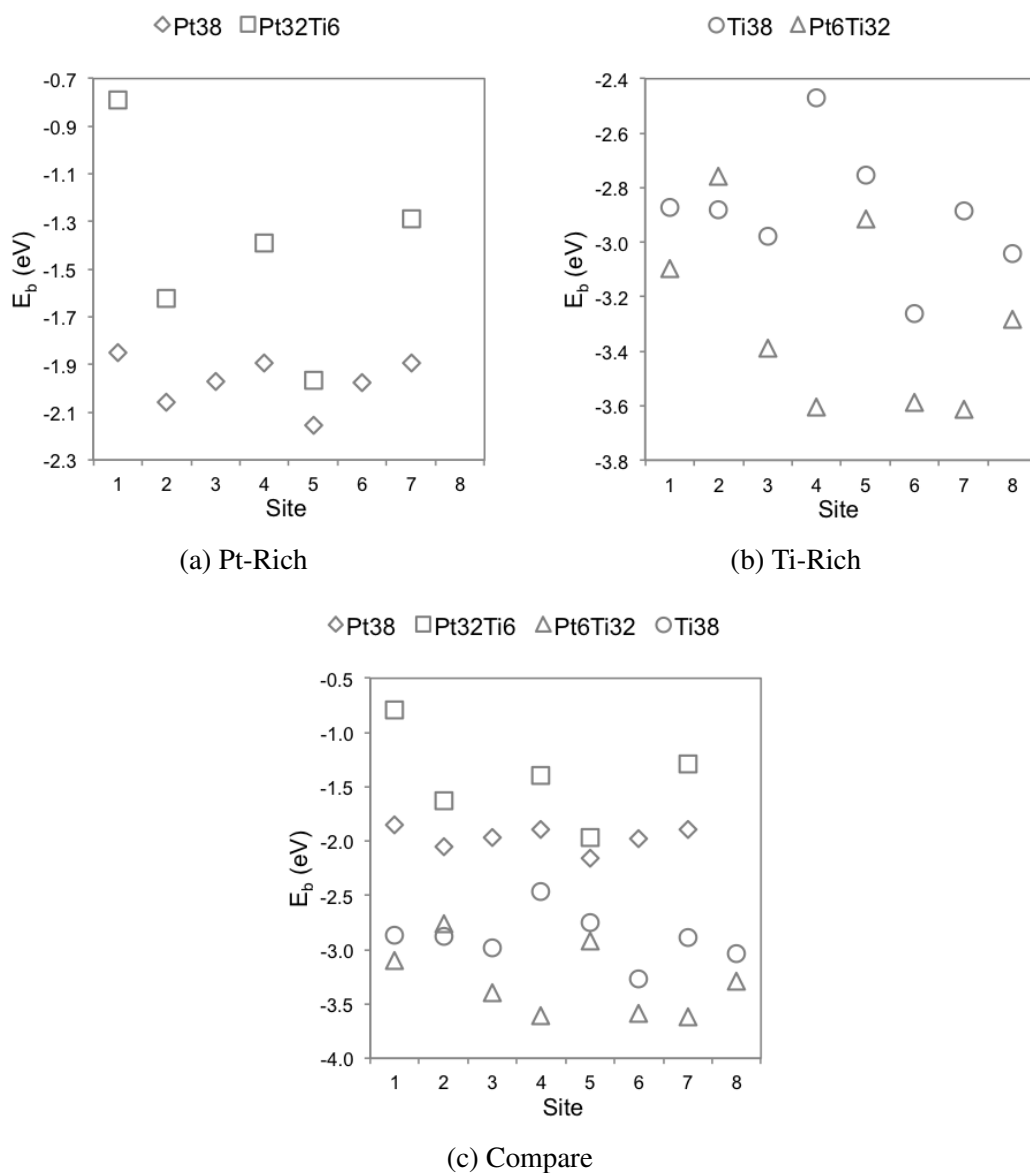 Pt38 Pt32Ti6
-0.7
-0.9
-1.1
-1.3
-1.5
-1.7
-1.9
-2.1
-2.3
E_b (eV)
1 2 3 4 5 6 7 8
Site
(a) Pt-Rich
Ti38 Pt6Ti32
-2.4
-2.6
-2.8
-3.0
-3.2
-3.4
-3.6
-3.8
E_b (eV)
1 2 3 4 5 6 7 8
Site
(b) Ti-Rich
Pt38 Pt32Ti6 Pt6Ti32 Ti38
-0.5
-1.0
-1.5
-2.0
-2.5
-3.0
-3.5
-4.0
E_b (eV)
1 2 3 4 5 6 7 8
Site
(c) Compare